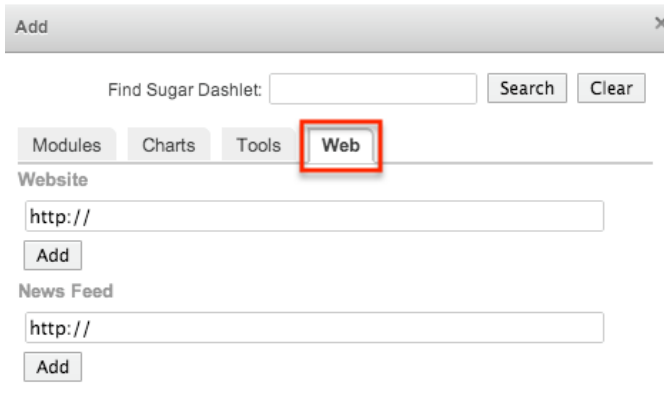 Add ×
Find Sugar Dashlet: Search Clear
Modules Charts Tools Web
Website
http://
Add
News Feed
http://
Add